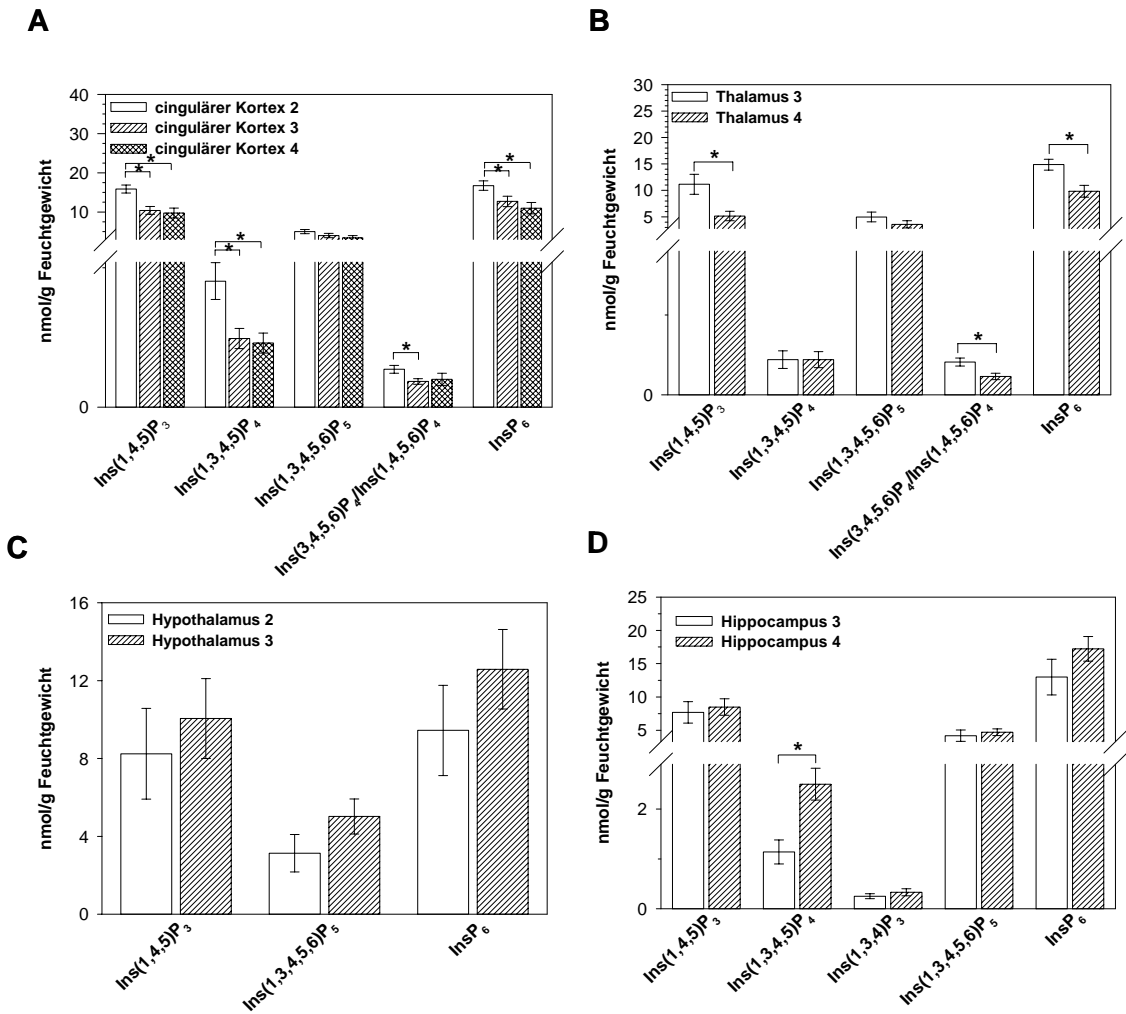 A
nmol/g Feuchtgewicht
40
30
20
10
0
cingulärer Kortex 2
cingulärer Kortex 3
cingulärer Kortex 4
* * * * * * *
Ins(1,4,5)P3
Ins(1,3,4,5)P4
Ins(1,3,4,5,6)P5
Ins(3,4,5,6)P4/Ins(1,4,5,6)P4
InsP6
B
nmol/g Feuchtgewicht
30
25
20
15
10
5
0
Thalamus 3
Thalamus 4
* * *
Ins(1,4,5)P3
Ins(1,3,4,5)P4
Ins(1,3,4,5,6)P5
Ins(3,4,5,6)P4/Ins(1,4,5,6)P4
InsP6
C
nmol/g Feuchtgewicht
16
12
8
4
0
Hypothalamus 2
Hypothalamus 3
Ins(1,4,5)P3
Ins(1,3,4,5,6)P5
InsP6
D
nmol/g Feuchtgewicht
25
20
15
10
5
2
0
Hippocampus 3
Hippocampus 4
*
Ins(1,4,5)P3
Ins(1,3,4,5)P4
Ins(1,3,4)P3
Ins(1,3,4,5,6)P5
InsP6